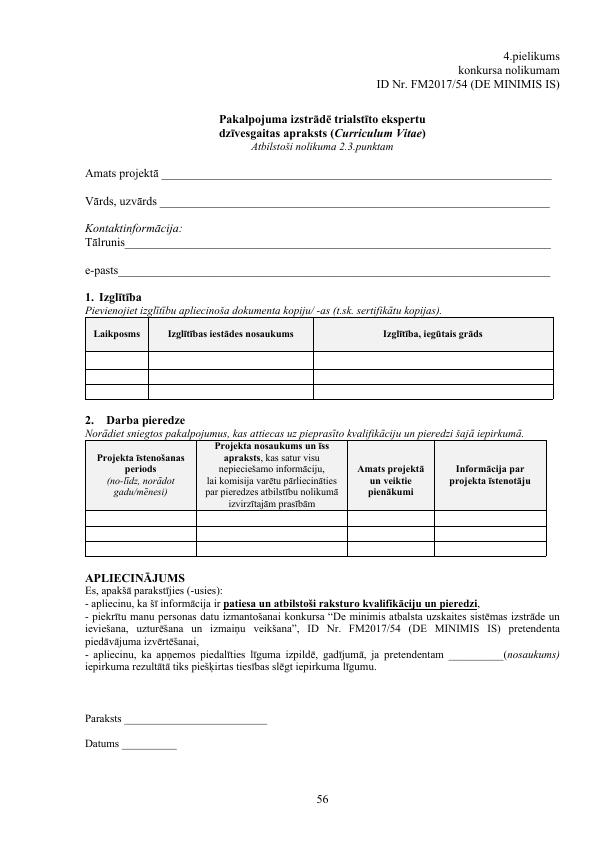 4.pielikums
konkursa nolikumam
ID Nr. FM2017/54 (DE MINIMIS IS)
Pakalpojuma izstrādē trialstīto ekspertu
dzīvesgaitas apraksts (Curriculum Vitae)
Atbilstoši nolikuma 2.3.punktam
Amats projektā ____________
Vārds, uzvārds ____________
Kontaktinformācija:
Tālrunis____________
e-pasts____________
1. Izglītība
Pievienojiet izglītību apliecinoša dokumenta kopiju/ -as (t.sk. sertifikātu kopijas).
Laikposms
Izglītības iestādes nosaukums
Izglītība, iegūtais grāds
2. Darba pieredze
Norādiet sniegtos pakalpojumus, kas attiecas uz pieprasīto kvalifikāciju un pieredzi šajā iepirkumā.
Projekta īstenošanas
periods
(no-līdz, norādot
gadu/mēnesi)
Projekta nosaukums un īss
apraksts, kas satur visu
nepieciešamo informāciju,
lai komisija varētu pārliecināties
par pieredzes atbilstību nolikumā
izvirzītajām prasībām
Amats projektā
un veiktie
pienākumi
Informācija par
projekta īstenotāju
APLIECINĀJUMS
Es, apakšā parakstījies (-usies):
- apliecinu, ka šī informācija ir patiesa un atbilstoši raksturo kvalifikāciju un pieredzi,
- piekrītu manu personas datu izmantošanai konkursa “De minimis atbalsta uzskaites sistēmas izstrāde un
ieviešana, uzturēšana un izmaiņu veikšana”, ID Nr. FM2017/54 (DE MINIMIS IS) pretendenta
piedāvājuma izvērtēšanai,
- apliecinu, ka apņemos piedalīties līguma izpildē, gadījumā, ja pretendentam __________(nosaukums)
iepirkuma rezultātā tiks piešķirtas tiesības slēgt iepirkuma līgumu.
Paraksts ____________
Datums __________
56